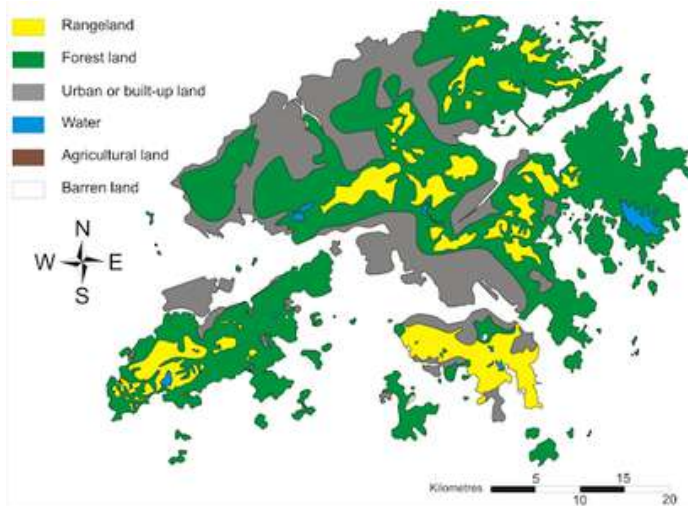 Rangeland
Forest land
Urban or built-up land
Water
Agricultural land
Barren land
N
W E
S
Kilometres
5 15
10 20